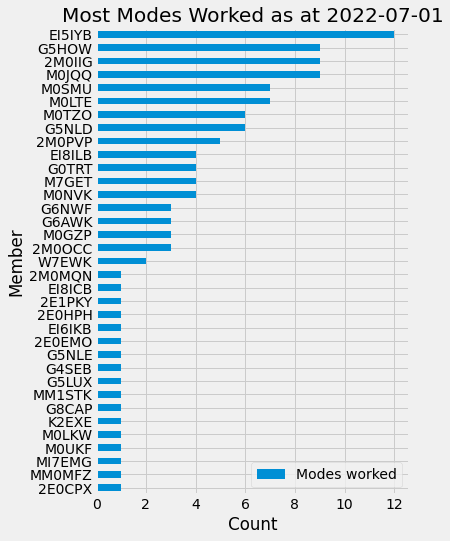 Most Modes Worked as at 2022-07-01
EI5IYB
G5HOW
2M0IIG
M0JQQ
M0SMU
M0LTE
M0TZO
G5NLD
2M0PVP
EI8ILB
G0TRT
M7GET
M0NVK
G6NWF
G6AWK
M0GZP
2M0OCC
W7EWK
2M0MQN
EI8ICB
2E1PKY
2E0HPH
EI6IKB
2E0EMO
G5NLE
G4SEB
G5LUX
MM1STK
G8CAP
K2EXE
M0LKW
M0UKF
MI7EMG
MM0MFZ
2E0CPX
Member
0 2 4 6 8 10 12
Count
Modes worked